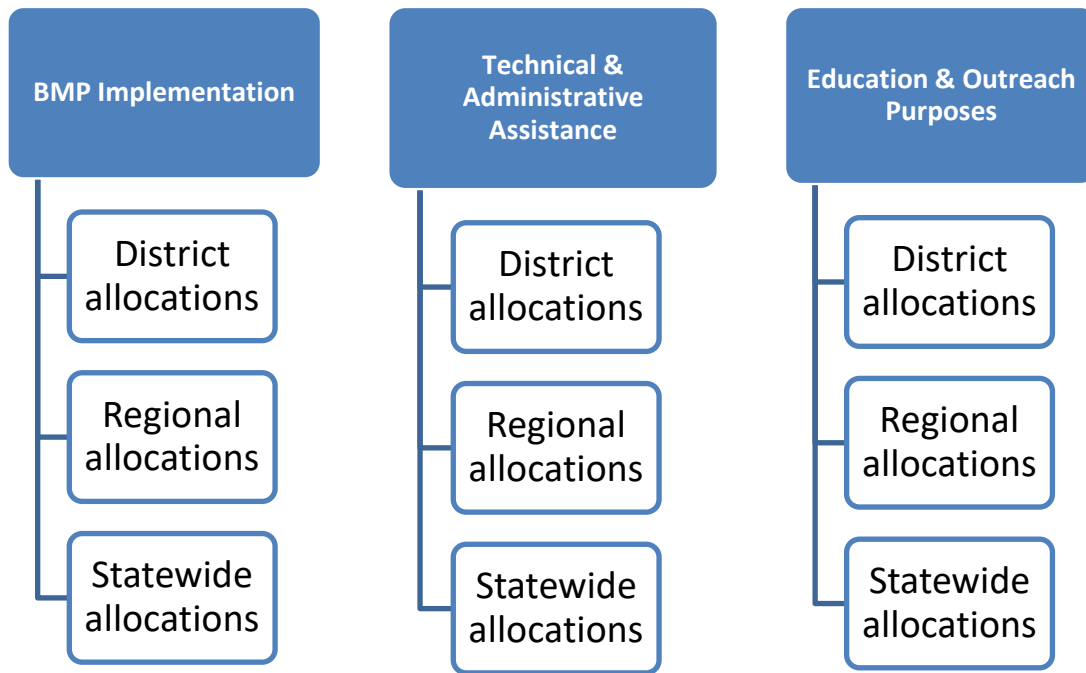 BMP Implementation
District
allocations
Regional
allocations
Statewide
allocations
Technical &
Administrative
Assistance
District
allocations
Regional
allocations
Statewide
allocations
Education & Outreach
Purposes
District
allocations
Regional
allocations
Statewide
allocations